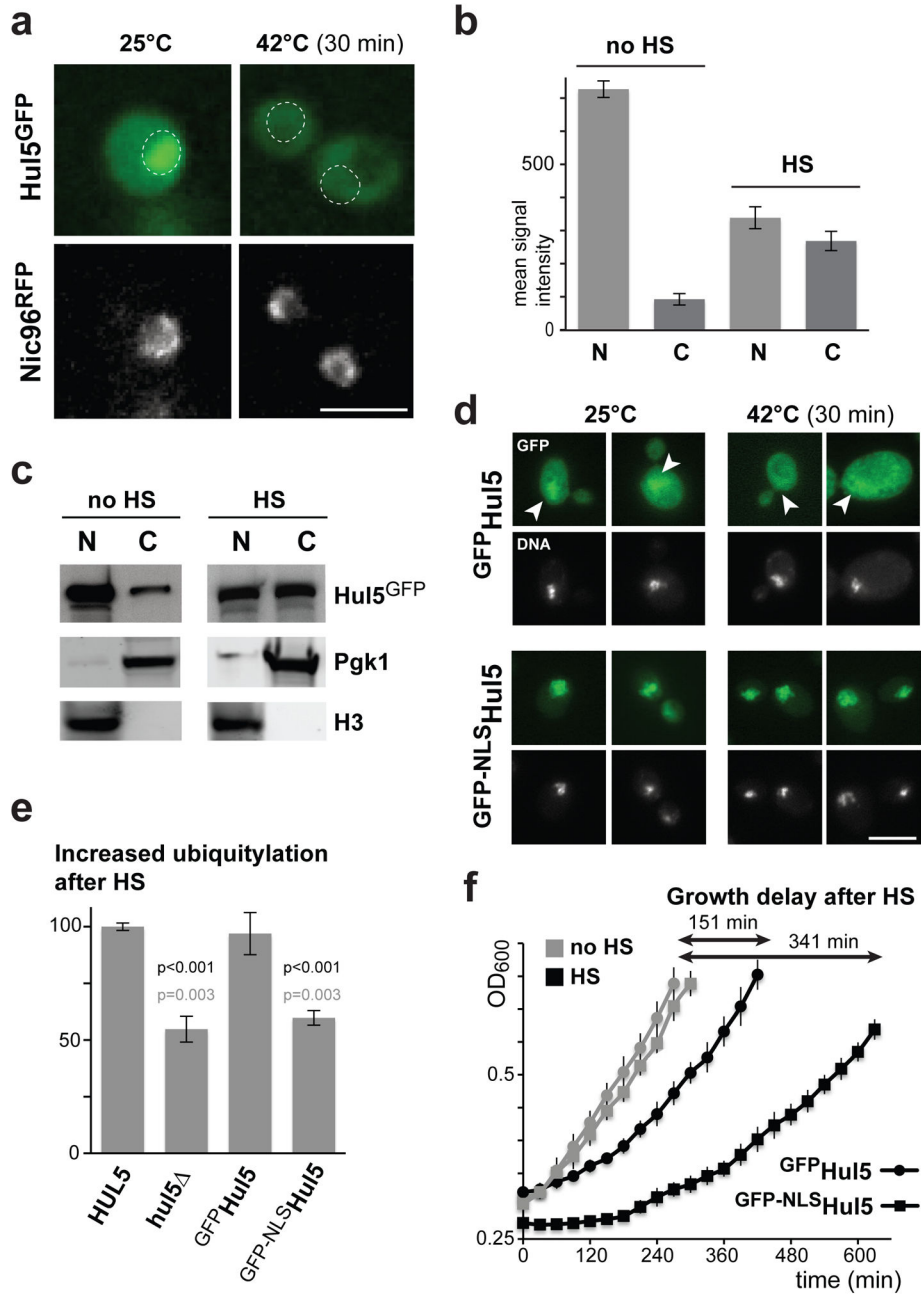 a
25°C
42°C (30 min)
Hul5GFP
Nic96RFP
b
no HS
HS
mean signal
intensity
500
0
N
C
N
C
c
no HS
HS
N
C
N
C
Hul5GFP
Pgk1
H3
d
25°C
42°C (30 min)
GFPHul5
GFP
DNA
GFP-NLSHul5
e
Increased ubiquitylation
after HS
100
50
0
p<0.001
p=0.003
p<0.001
p=0.003
HUL5
hul5Δ
GFPHul5
GFP-NLSHul5
f
Growth delay after HS
151 min
341 min
no HS
HS
OD600
0.5
0.25
GFPHul5
GFP-NLSHul5
0
120
240
360
480
600
time (min)